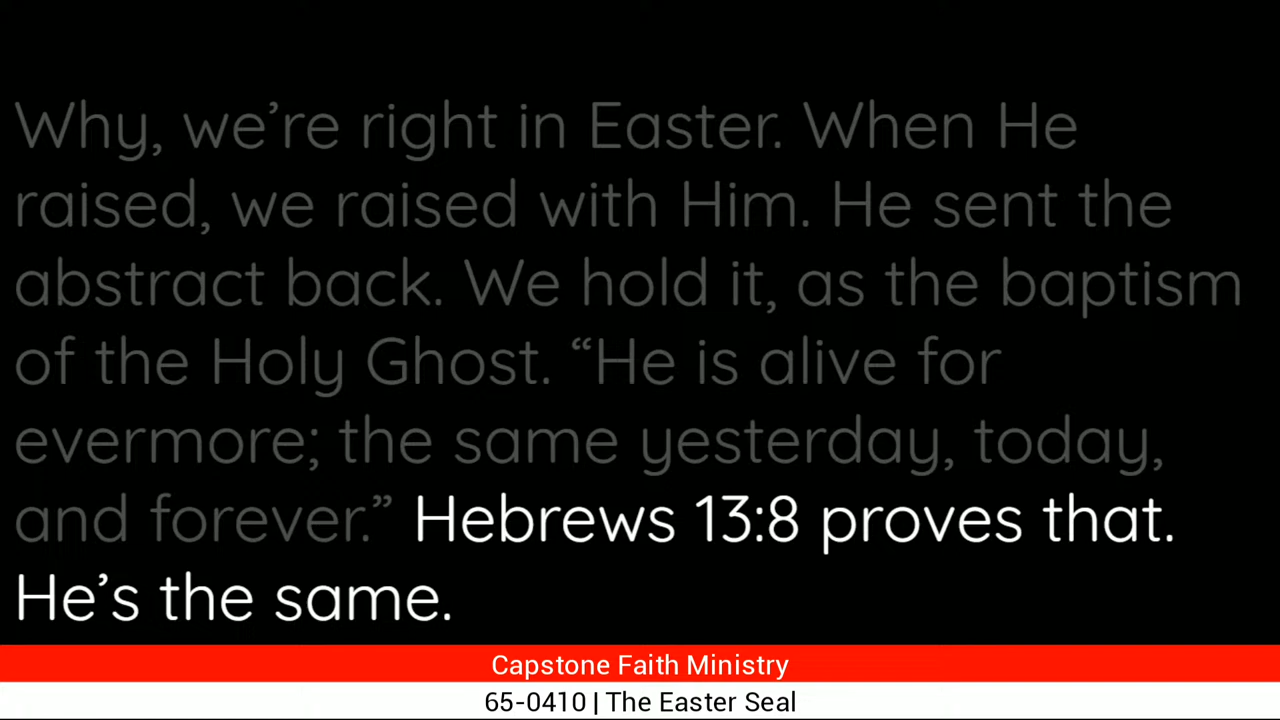 Why, we’re right in Easter. When He
raised, we raised with Him. He sent the
abstract back. We hold it, as the baptism
of the Holy Ghost. “He is alive for
evermore; the same yesterday, today,
and forever.” Hebrews 13:8 proves that.
He’s the same.
Capstone Faith Ministry
65-0410 | The Easter Seal